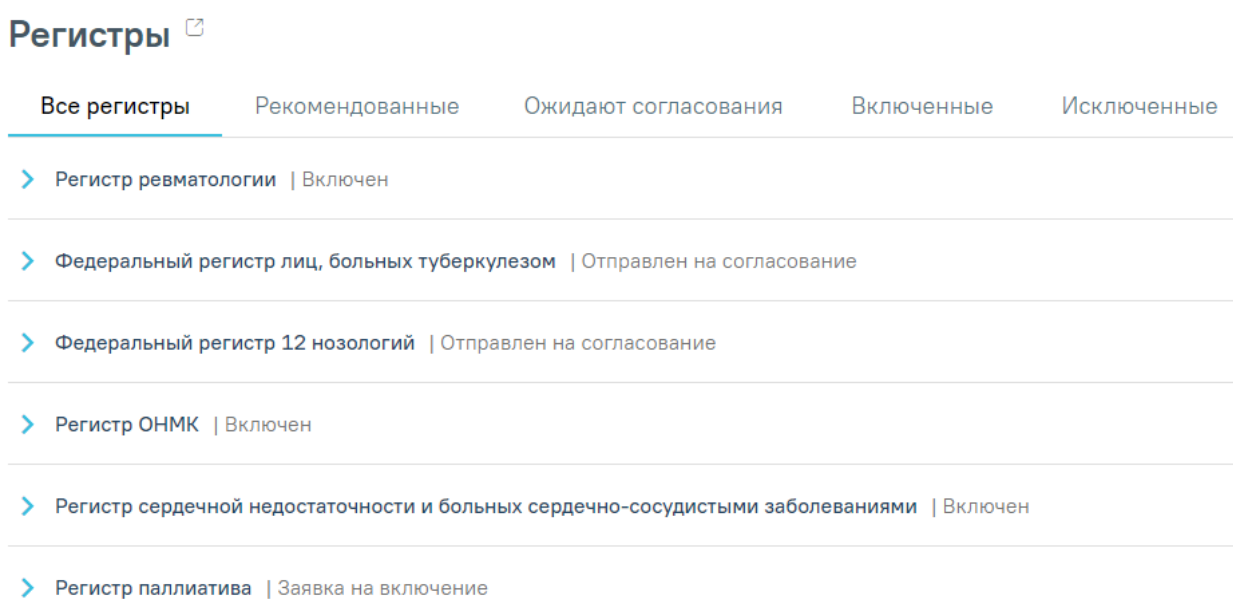 Регистры
Все регистры Рекомендованные Ожидают согласования Включенные Исключенные
Регистр ревматологии | Включен
Федеральный регистр лиц, больных туберкулезом | Отправлен на согласование
Федеральный регистр 12 нозологий | Отправлен на согласование
Регистр ОНМК | Включен
Регистр сердечной недостаточности и больных сердечно-сосудистыми заболеваниями | Включен
Регистр паллиатива | Заявка на включение